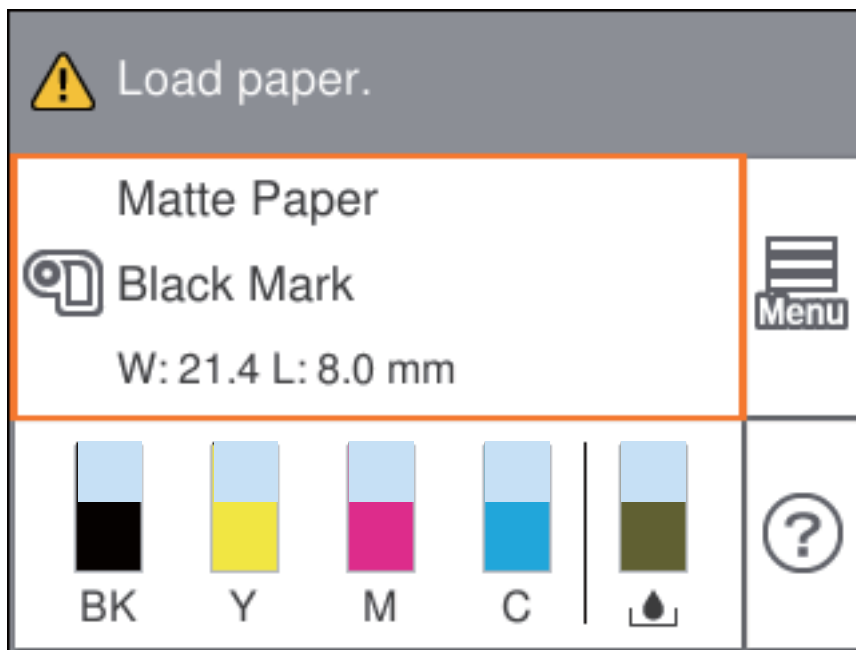 Load paper.
Matte Paper
Black Mark
W: 21.4 L: 8.0 mm
Menu
BK Y M C
?